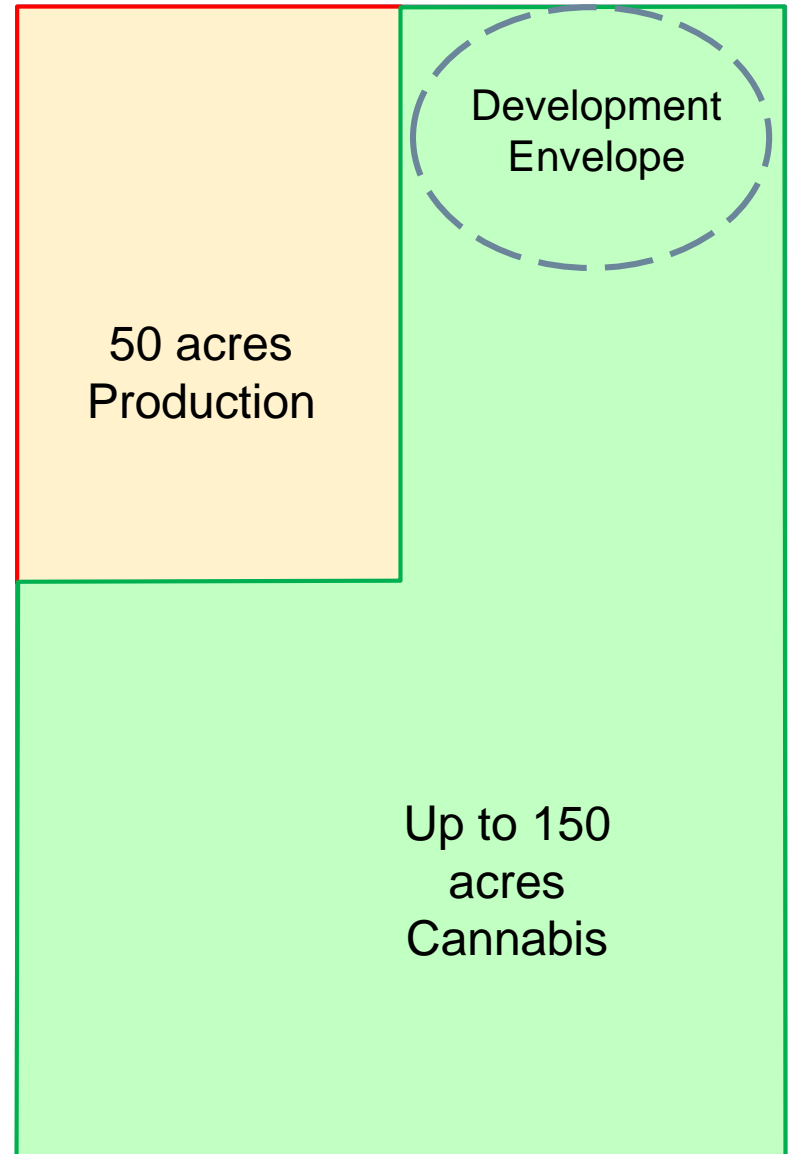 Development
Envelope
50 acres
Production
Up to 150
acres
Cannabis